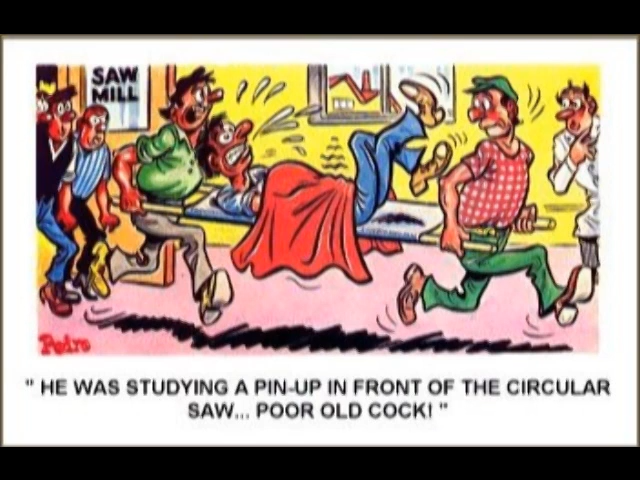 SAW
MILL
Pedro
" HE WAS STUDYING A PIN-UP IN FRONT OF THE CIRCULAR
SAW... POOR OLD COCK! "